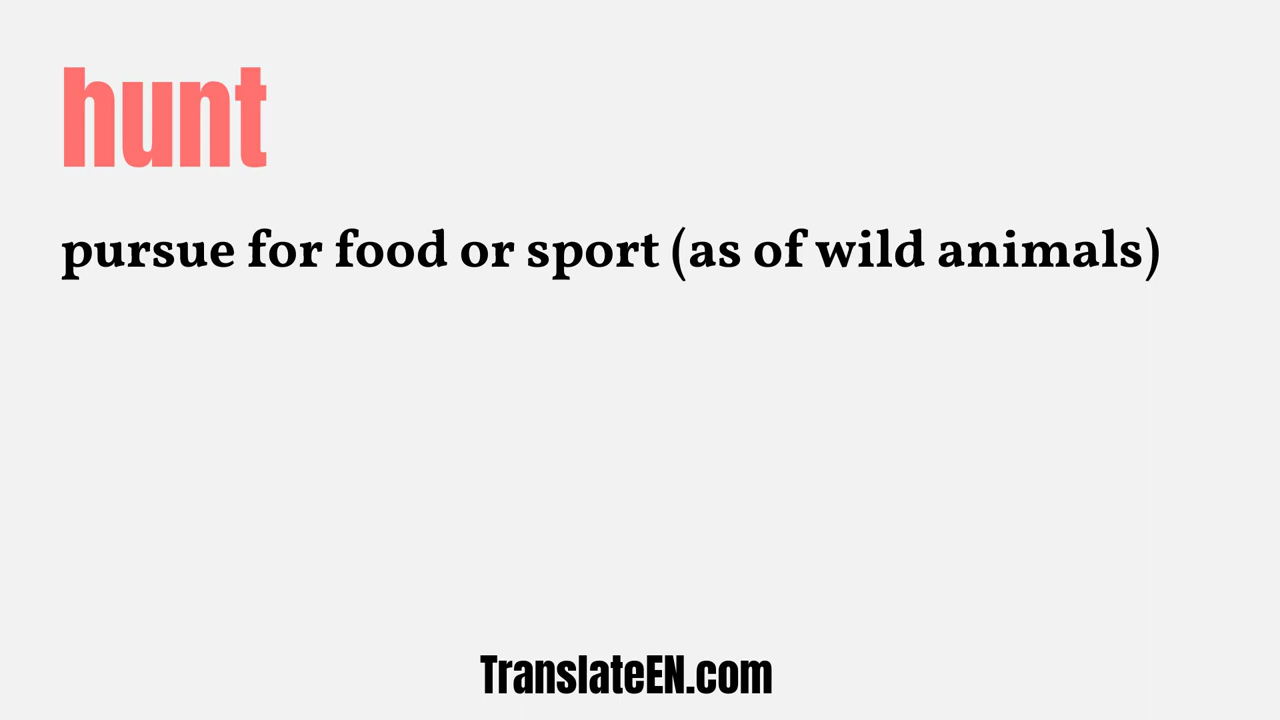 hunt
pursue for food or sport (as of wild animals)
TranslateEN.com